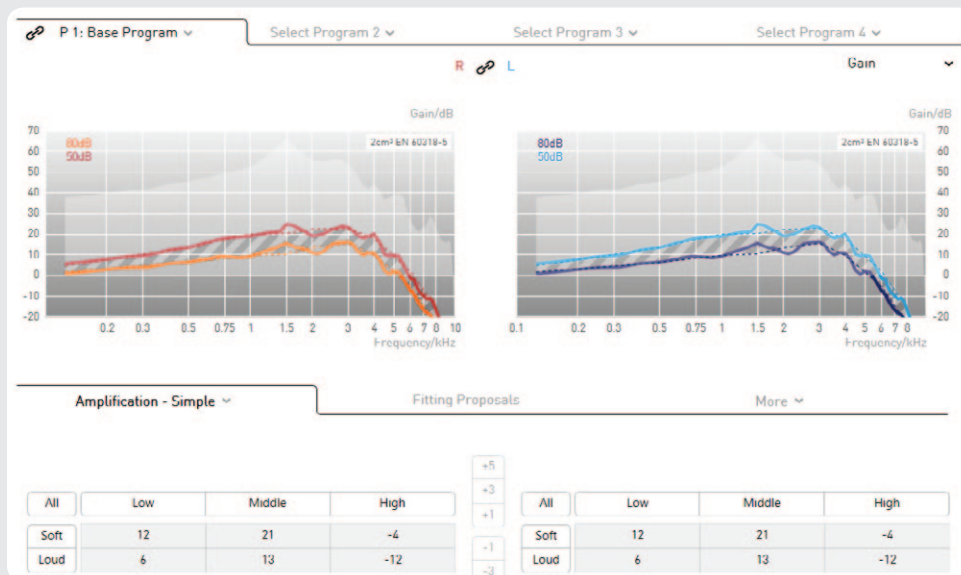 P 1: Base Program
Select Program 2
Select Program 3
Select Program 4
R L
Gain
Gain/dB
Gain/dB
80dB
50dB
2cm³ EN 60318-5
80dB
50dB
2cm³ EN 60318-5
70 60 50 40 30 20 10 0 -10 -20
70 60 50 40 30 20 10 0 -10 -20
0.2 0.3 0.5 0.75 1 1.5 2 3 4 5 6 7 8 10
0.1 0.2 0.3 0.5 0.75 1 1.5 2 3 4 5 6 7 8
Frequency/kHz
Frequency/kHz
Amplification - Simple
Fitting Proposals
More
+5
+3
+1
-1
-3
All Low Middle High
Soft 12 21 -4
Loud 6 13 -12
All Low Middle High
Soft 12 21 -4
Loud 6 13 -12